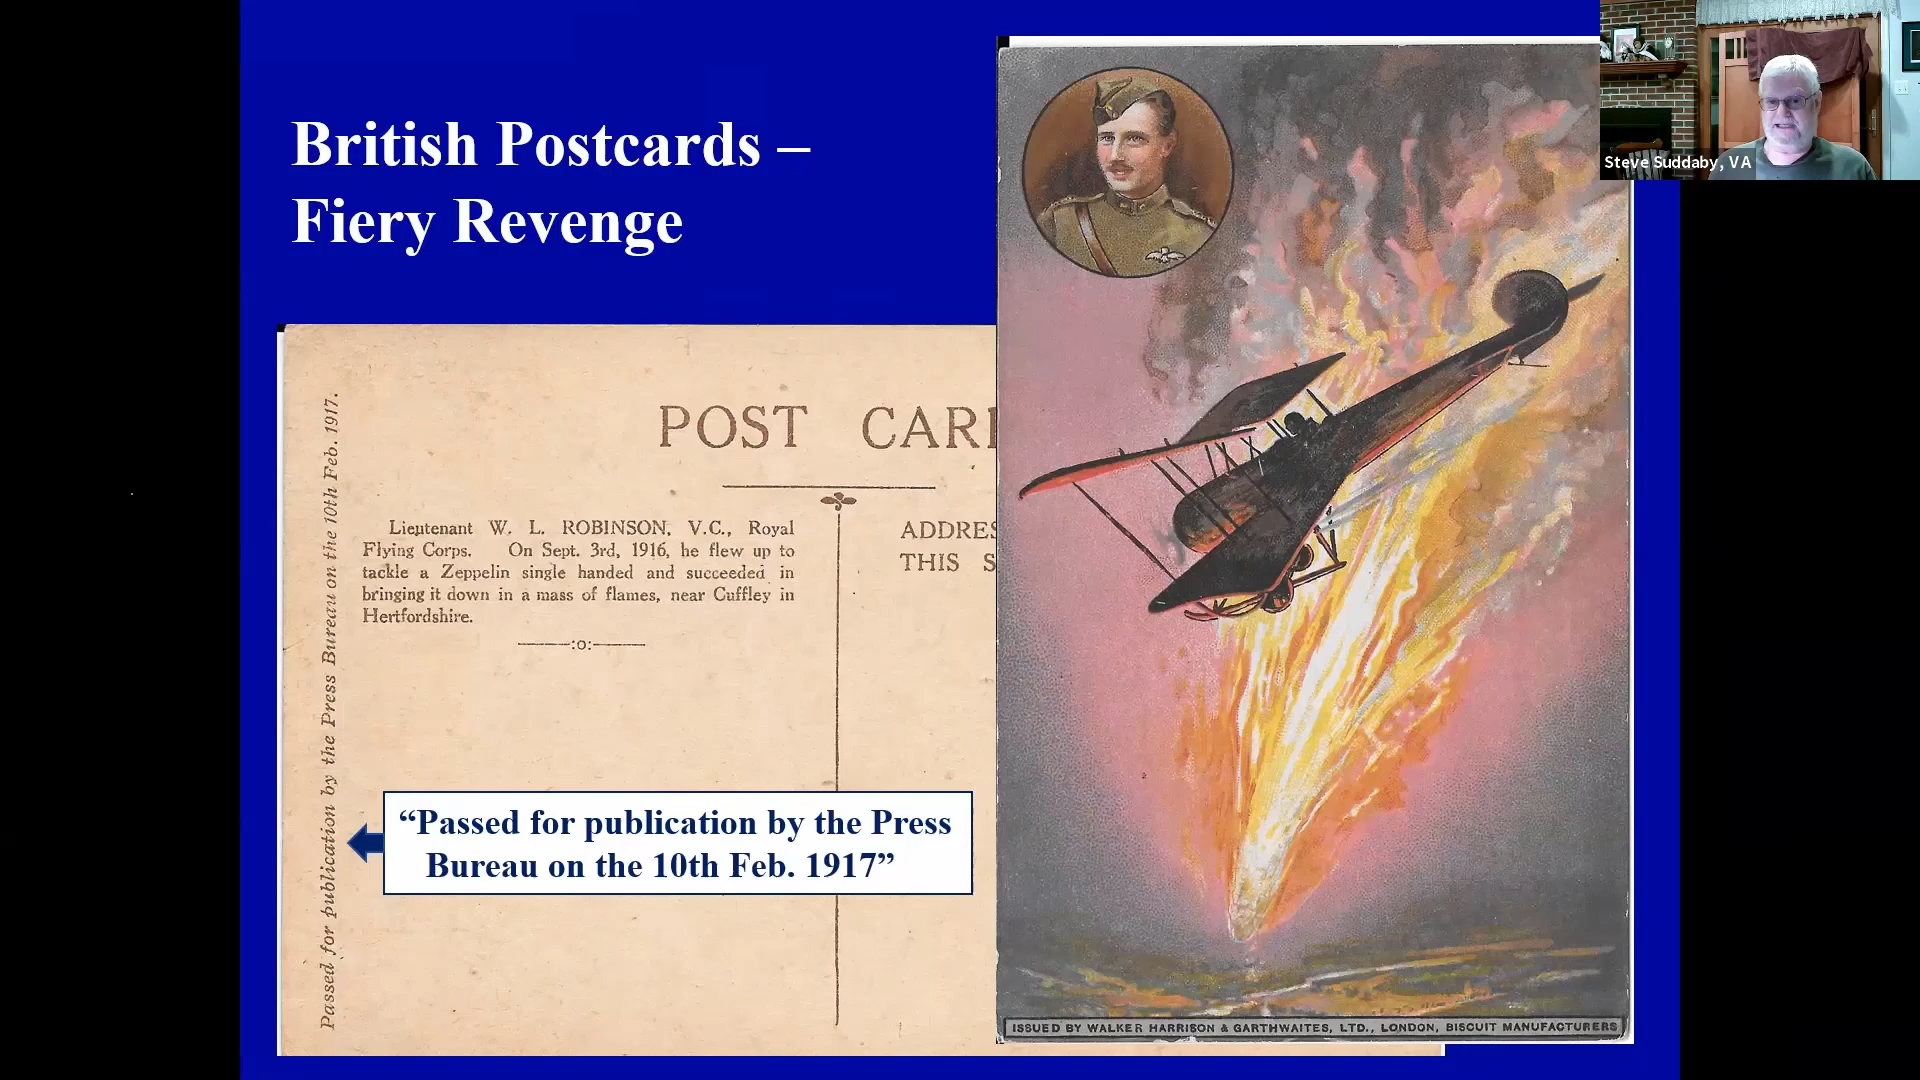 British Postcards –
Fiery Revenge
Steve Suddaby, VA
POST CAR
Passed for publication by the Press Bureau on the 10th Feb. 1917.
Lieutenant W. L. ROBINSON, V.C., Royal
Flying Corps. On Sept. 3rd, 1916, he flew up to
tackle a Zeppelin single handed and succeeded in
bringing it down in a mass of flames, near Cuffley in
Hertfordshire.
:o:
ADDRES
THIS S
“Passed for publication by the Press
Bureau on the 10th Feb. 1917”
ISSUED BY WALKER HARRISON & GARTHWAITES, LTD., LONDON, BISCUIT MANUFACTURERS